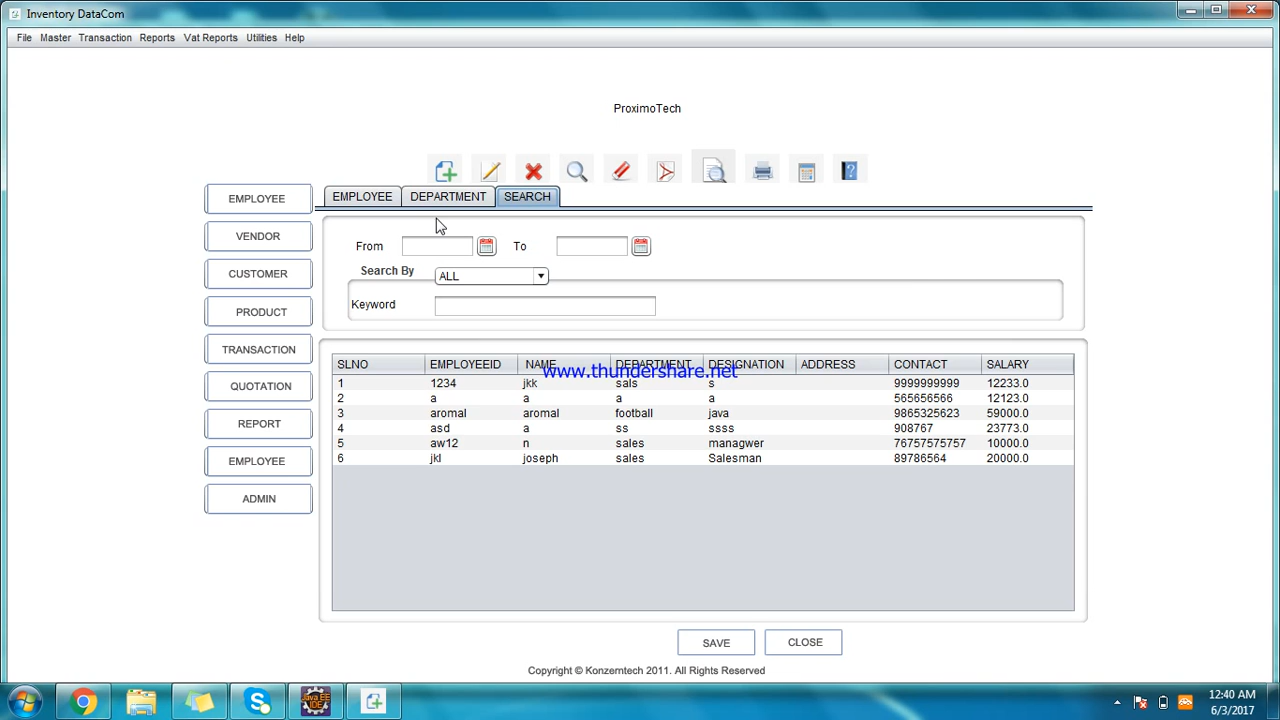 Inventory DataCom
File Master Transaction Reports Vat Reports Utilities Help
ProximoTech
EMPLOYEE DEPARTMENT SEARCH
EMPLOYEE
VENDOR
CUSTOMER
PRODUCT
TRANSACTION
QUOTATION
REPORT
EMPLOYEE
ADMIN
From To
Search By ALL
Keyword
SLNO EMPLOYEEID NAME DEPARTMENT DESIGNATION ADDRESS CONTACT SALARY
www.thundershare.net
1 1234 jkk sals s 9999999999 12233.0
2 a a a a 565656566 12123.0
3 aromal aromal football java 9865325623 59000.0
4 asd a ss ssss 908767 23773.0
5 aw12 n sales managwer 76757575757 10000.0
6 jkl joseph sales Salesman 89786564 20000.0
SAVE CLOSE
Copyright © Konzerntech 2011. All Rights Reserved
Java EE
IDE
12:40 AM
6/3/2017